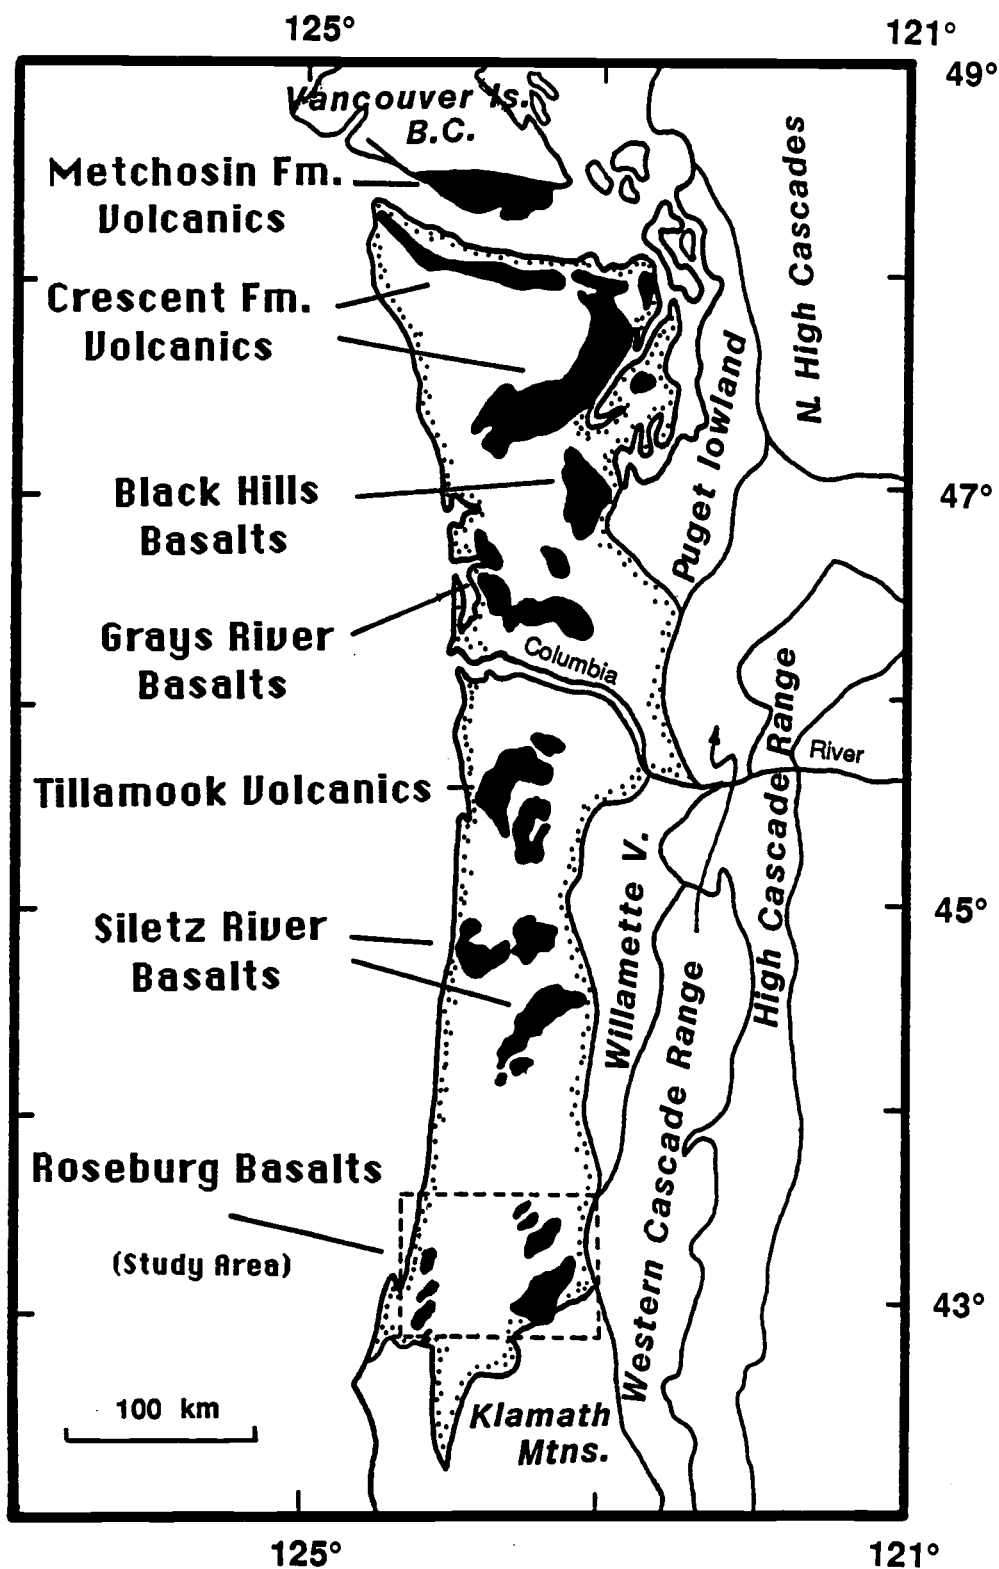 125°
121°
49°
Vancouver Is.
B.C.
Metchosin Fm.
Volcanics
N. High Cascades
Crescent Fm.
Volcanics
Puget lowland
Black Hills
Basalts
47°
Grays River
Basalts
Columbia
River
Tillamook Volcanics
High Cascade Range
Willamette V.
45°
Siletz River
Basalts
Western Cascade Range
Roseburg Basalts
(Study Area)
43°
100 km
Klamath
Mtns.
125°
121°